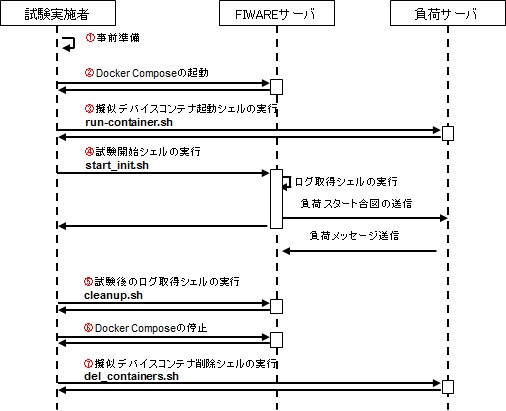 試験実施者
FIWAREサーバ
負荷サーバ
①事前準備
②Docker Composeの起動
③擬似デバイスコンテナ起動シェルの実行
run-container.sh
④試験開始シェルの実行
start_init.sh
ログ取得シェルの実行
負荷スタート合図の送信
負荷メッセージ送信
⑤試験後のログ取得シェルの実行
cleanup.sh
⑥Docker Composeの停止
⑦擬似デバイスコンテナ削除シェルの実行
del_containers.sh